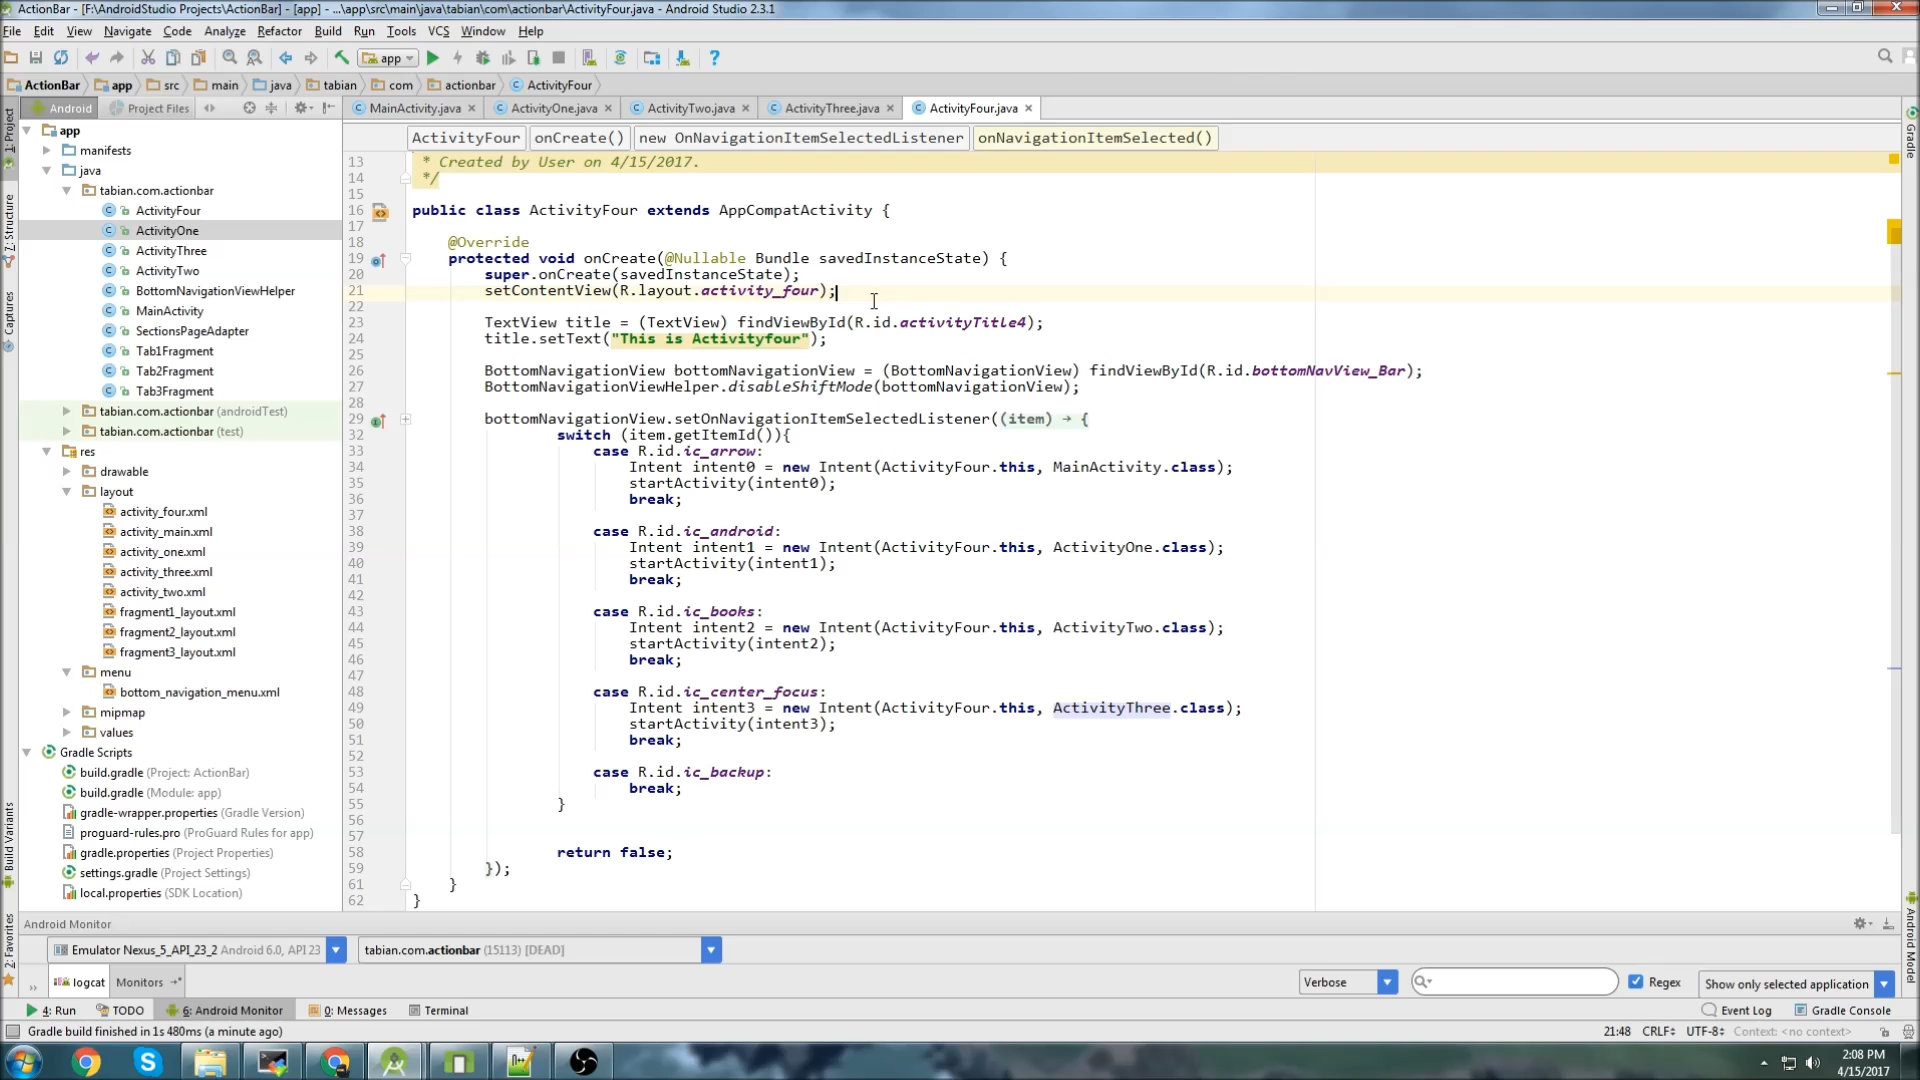 ActionBar - [F:\AndroidStudio Projects\ActionBar] - [app] - ...\app\src\main\java\tabian\com\actionbar\ActivityFour.java - Android Studio 2.3.1
File Edit View Navigate Code Analyze Refactor Build Run Tools VCS Window Help
app
ActionBar app src main java tabian com actionbar ActivityFour
Android Project Files MainActivity.java ActivityOne.java ActivityTwo.java ActivityThree.java ActivityFour.java
ActivityFour onCreate() new OnNavigationItemSelectedListener onNavigationItemSelected()
1: Project
7: Structure
Captures
Build Variants
2: Favorites
app
manifests
java
tabian.com.actionbar
ActivityFour
ActivityOne
ActivityThree
ActivityTwo
BottomNavigationViewHelper
MainActivity
SectionsPageAdapter
Tab1Fragment
Tab2Fragment
Tab3Fragment
tabian.com.actionbar (androidTest)
tabian.com.actionbar (test)
res
drawable
layout
activity_four.xml
activity_main.xml
activity_one.xml
activity_three.xml
activity_two.xml
fragment1_layout.xml
fragment2_layout.xml
fragment3_layout.xml
menu
bottom_navigation_menu.xml
mipmap
values
Gradle Scripts
build.gradle (Project: ActionBar)
build.gradle (Module: app)
gradle-wrapper.properties (Gradle Version)
proguard-rules.pro (ProGuard Rules for app)
gradle.properties (Project Properties)
settings.gradle (Project Settings)
local.properties (SDK Location)
13 * Created by User on 4/15/2017.
14 */
15
16 public class ActivityFour extends AppCompatActivity {
17
18 @Override
19 protected void onCreate(@Nullable Bundle savedInstanceState) {
20 super.onCreate(savedInstanceState);
21 setContentView(R.layout.activity_four);
22
23 TextView title = (TextView) findViewById(R.id.activityTitle4);
24 title.setText("This is Activityfour");
25
26 BottomNavigationView bottomNavigationView = (BottomNavigationView) findViewById(R.id.bottomNavView_Bar);
27 BottomNavigationViewHelper.disableShiftMode(bottomNavigationView);
28
29 bottomNavigationView.setOnNavigationItemSelectedListener((item) → {
32 switch (item.getItemId()){
33 case R.id.ic_arrow:
34 Intent intent0 = new Intent(ActivityFour.this, MainActivity.class);
35 startActivity(intent0);
36 break;
37
38 case R.id.ic_android:
39 Intent intent1 = new Intent(ActivityFour.this, ActivityOne.class);
40 startActivity(intent1);
41 break;
42
43 case R.id.ic_books:
44 Intent intent2 = new Intent(ActivityFour.this, ActivityTwo.class);
45 startActivity(intent2);
46 break;
47
48 case R.id.ic_center_focus:
49 Intent intent3 = new Intent(ActivityFour.this, ActivityThree.class);
50 startActivity(intent3);
51 break;
52
53 case R.id.ic_backup:
54 break;
55 }
56
57
58 return false;
59 });
61 }
62 }
Gradle
Android Model
Android Monitor
Emulator Nexus_5_API_23_2 Android 6.0, API 23 tabian.com.actionbar (15113) [DEAD]
logcat Monitors Verbose Regex Show only selected application
4: Run TODO 6: Android Monitor 0: Messages Terminal Event Log Gradle Console
Gradle build finished in 1s 480ms (a minute ago) 21:48 CRLF UTF-8 Context: <no context>
2:08 PM
4/15/2017